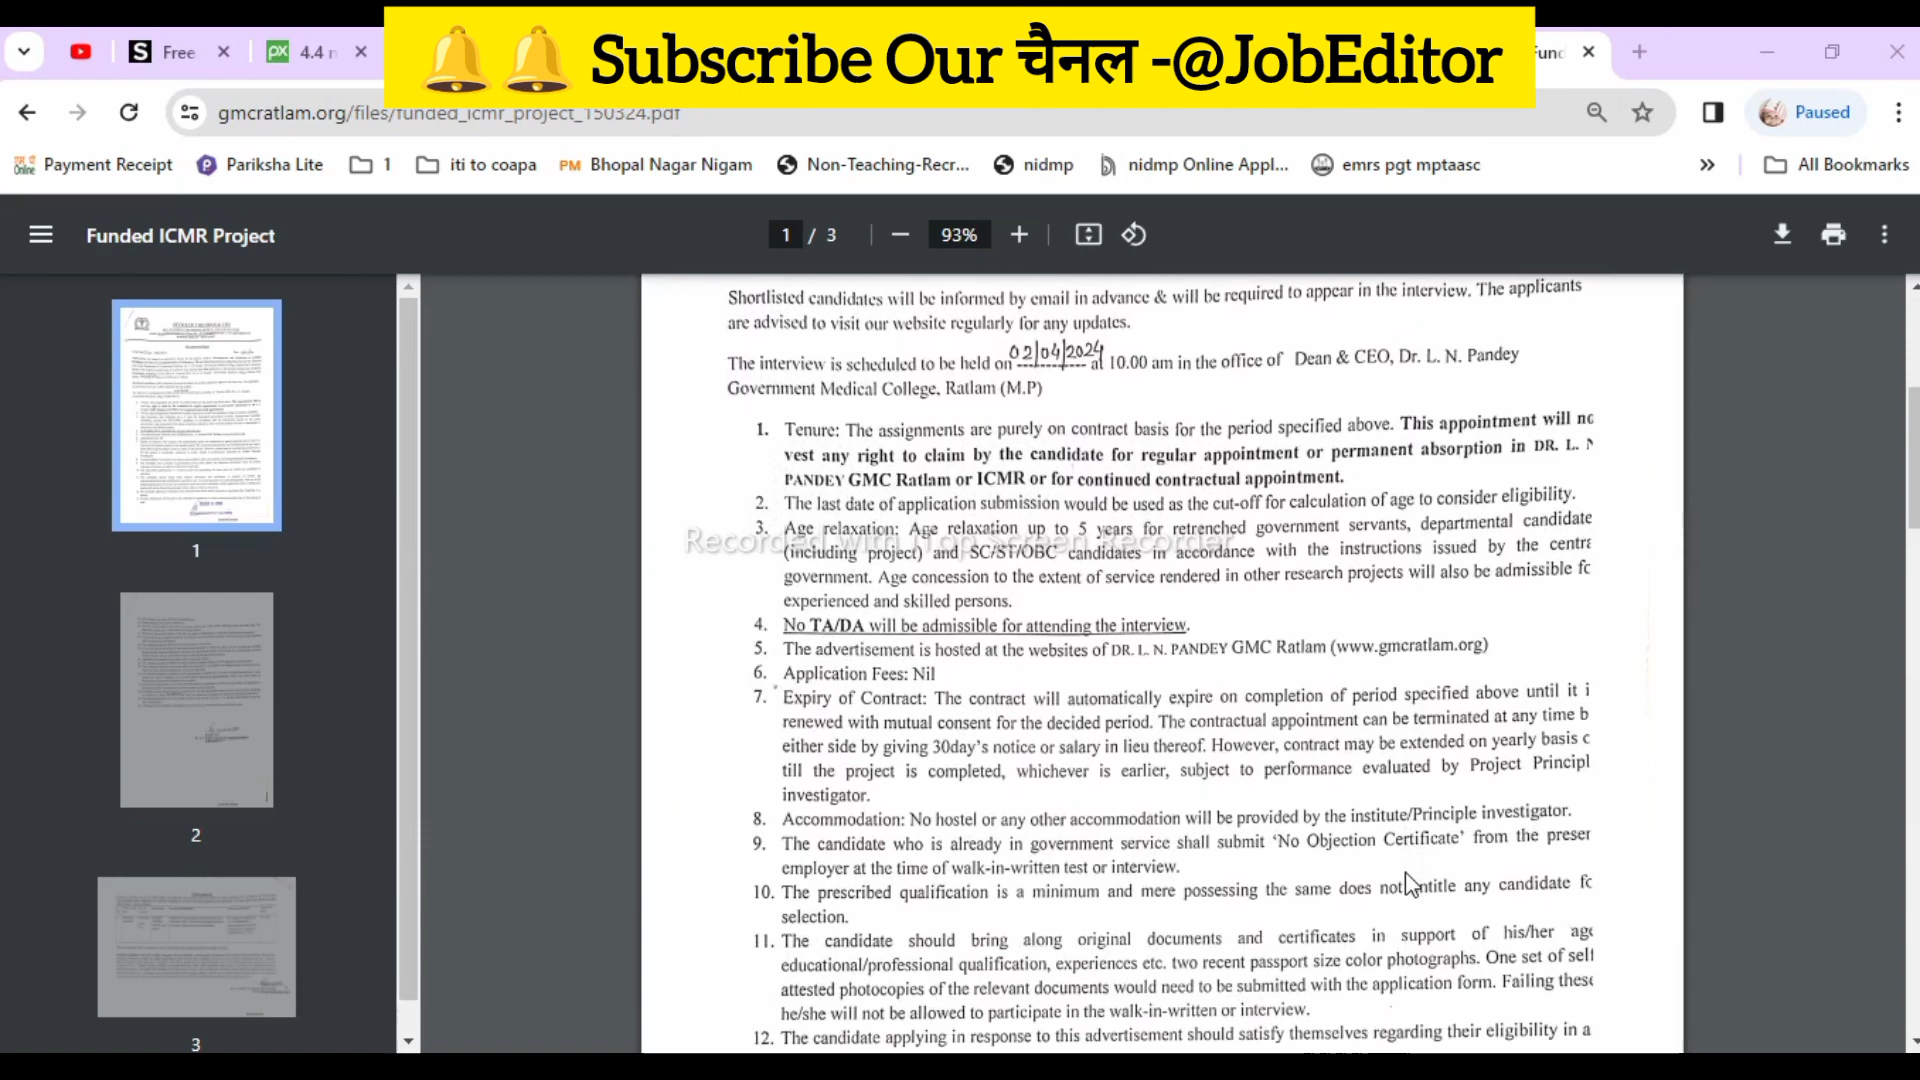 🔔🔔 Subscribe Our चैनल -@JobEditor
Free
4.4 n
Fund
gmcratlam.org/files/funded_icmr_project_150324.pdf
Paused
Payment Receipt
Pariksha Lite
1
iti to coapa
PM Bhopal Nagar Nigam
Non-Teaching-Recr...
nidmp
nidmp Online Appl...
emrs pgt mptaasc
All Bookmarks
Funded ICMR Project
1 / 3
93%
1
2
3
Shortlisted candidates will be informed by email in advance & will be required to appear in the interview. The applicants
are advised to visit our website regularly for any updates.
The interview is scheduled to be held on 02/04/2024 at 10.00 am in the office of Dean & CEO, Dr. L. N. Pandey
Government Medical College, Ratlam (M.P)
1. Tenure: The assignments are purely on contract basis for the period specified above. This appointment will no
vest any right to claim by the candidate for regular appointment or permanent absorption in DR. L. N
PANDEY GMC Ratlam or ICMR or for continued contractual appointment.
2. The last date of application submission would be used as the cut-off for calculation of age to consider eligibility.
3. Age relaxation: Age relaxation up to 5 years for retrenched government servants, departmental candidate
(including project) and SC/ST/OBC candidates in accordance with the instructions issued by the centra
government. Age concession to the extent of service rendered in other research projects will also be admissible fo
experienced and skilled persons.
Recorded with iTop Screen Recorder
4. No TA/DA will be admissible for attending the interview.
5. The advertisement is hosted at the websites of DR. L. N. PANDEY GMC Ratlam (www.gmcratlam.org)
6. Application Fees: Nil
7. Expiry of Contract: The contract will automatically expire on completion of period specified above until it i
renewed with mutual consent for the decided period. The contractual appointment can be terminated at any time b
either side by giving 30day's notice or salary in lieu thereof. However, contract may be extended on yearly basis o
till the project is completed, whichever is earlier, subject to performance evaluated by Project Principl
investigator.
8. Accommodation: No hostel or any other accommodation will be provided by the institute/Principle investigator.
9. The candidate who is already in government service shall submit 'No Objection Certificate' from the presen
employer at the time of walk-in-written test or interview.
10. The prescribed qualification is a minimum and mere possessing the same does not entitle any candidate fo
selection.
11. The candidate should bring along original documents and certificates in support of his/her age
educational/professional qualification, experiences etc. two recent passport size color photographs. One set of self
attested photocopies of the relevant documents would need to be submitted with the application form. Failing these
he/she will not be allowed to participate in the walk-in-written or interview.
12. The candidate applying in response to this advertisement should satisfy themselves regarding their eligibility in a